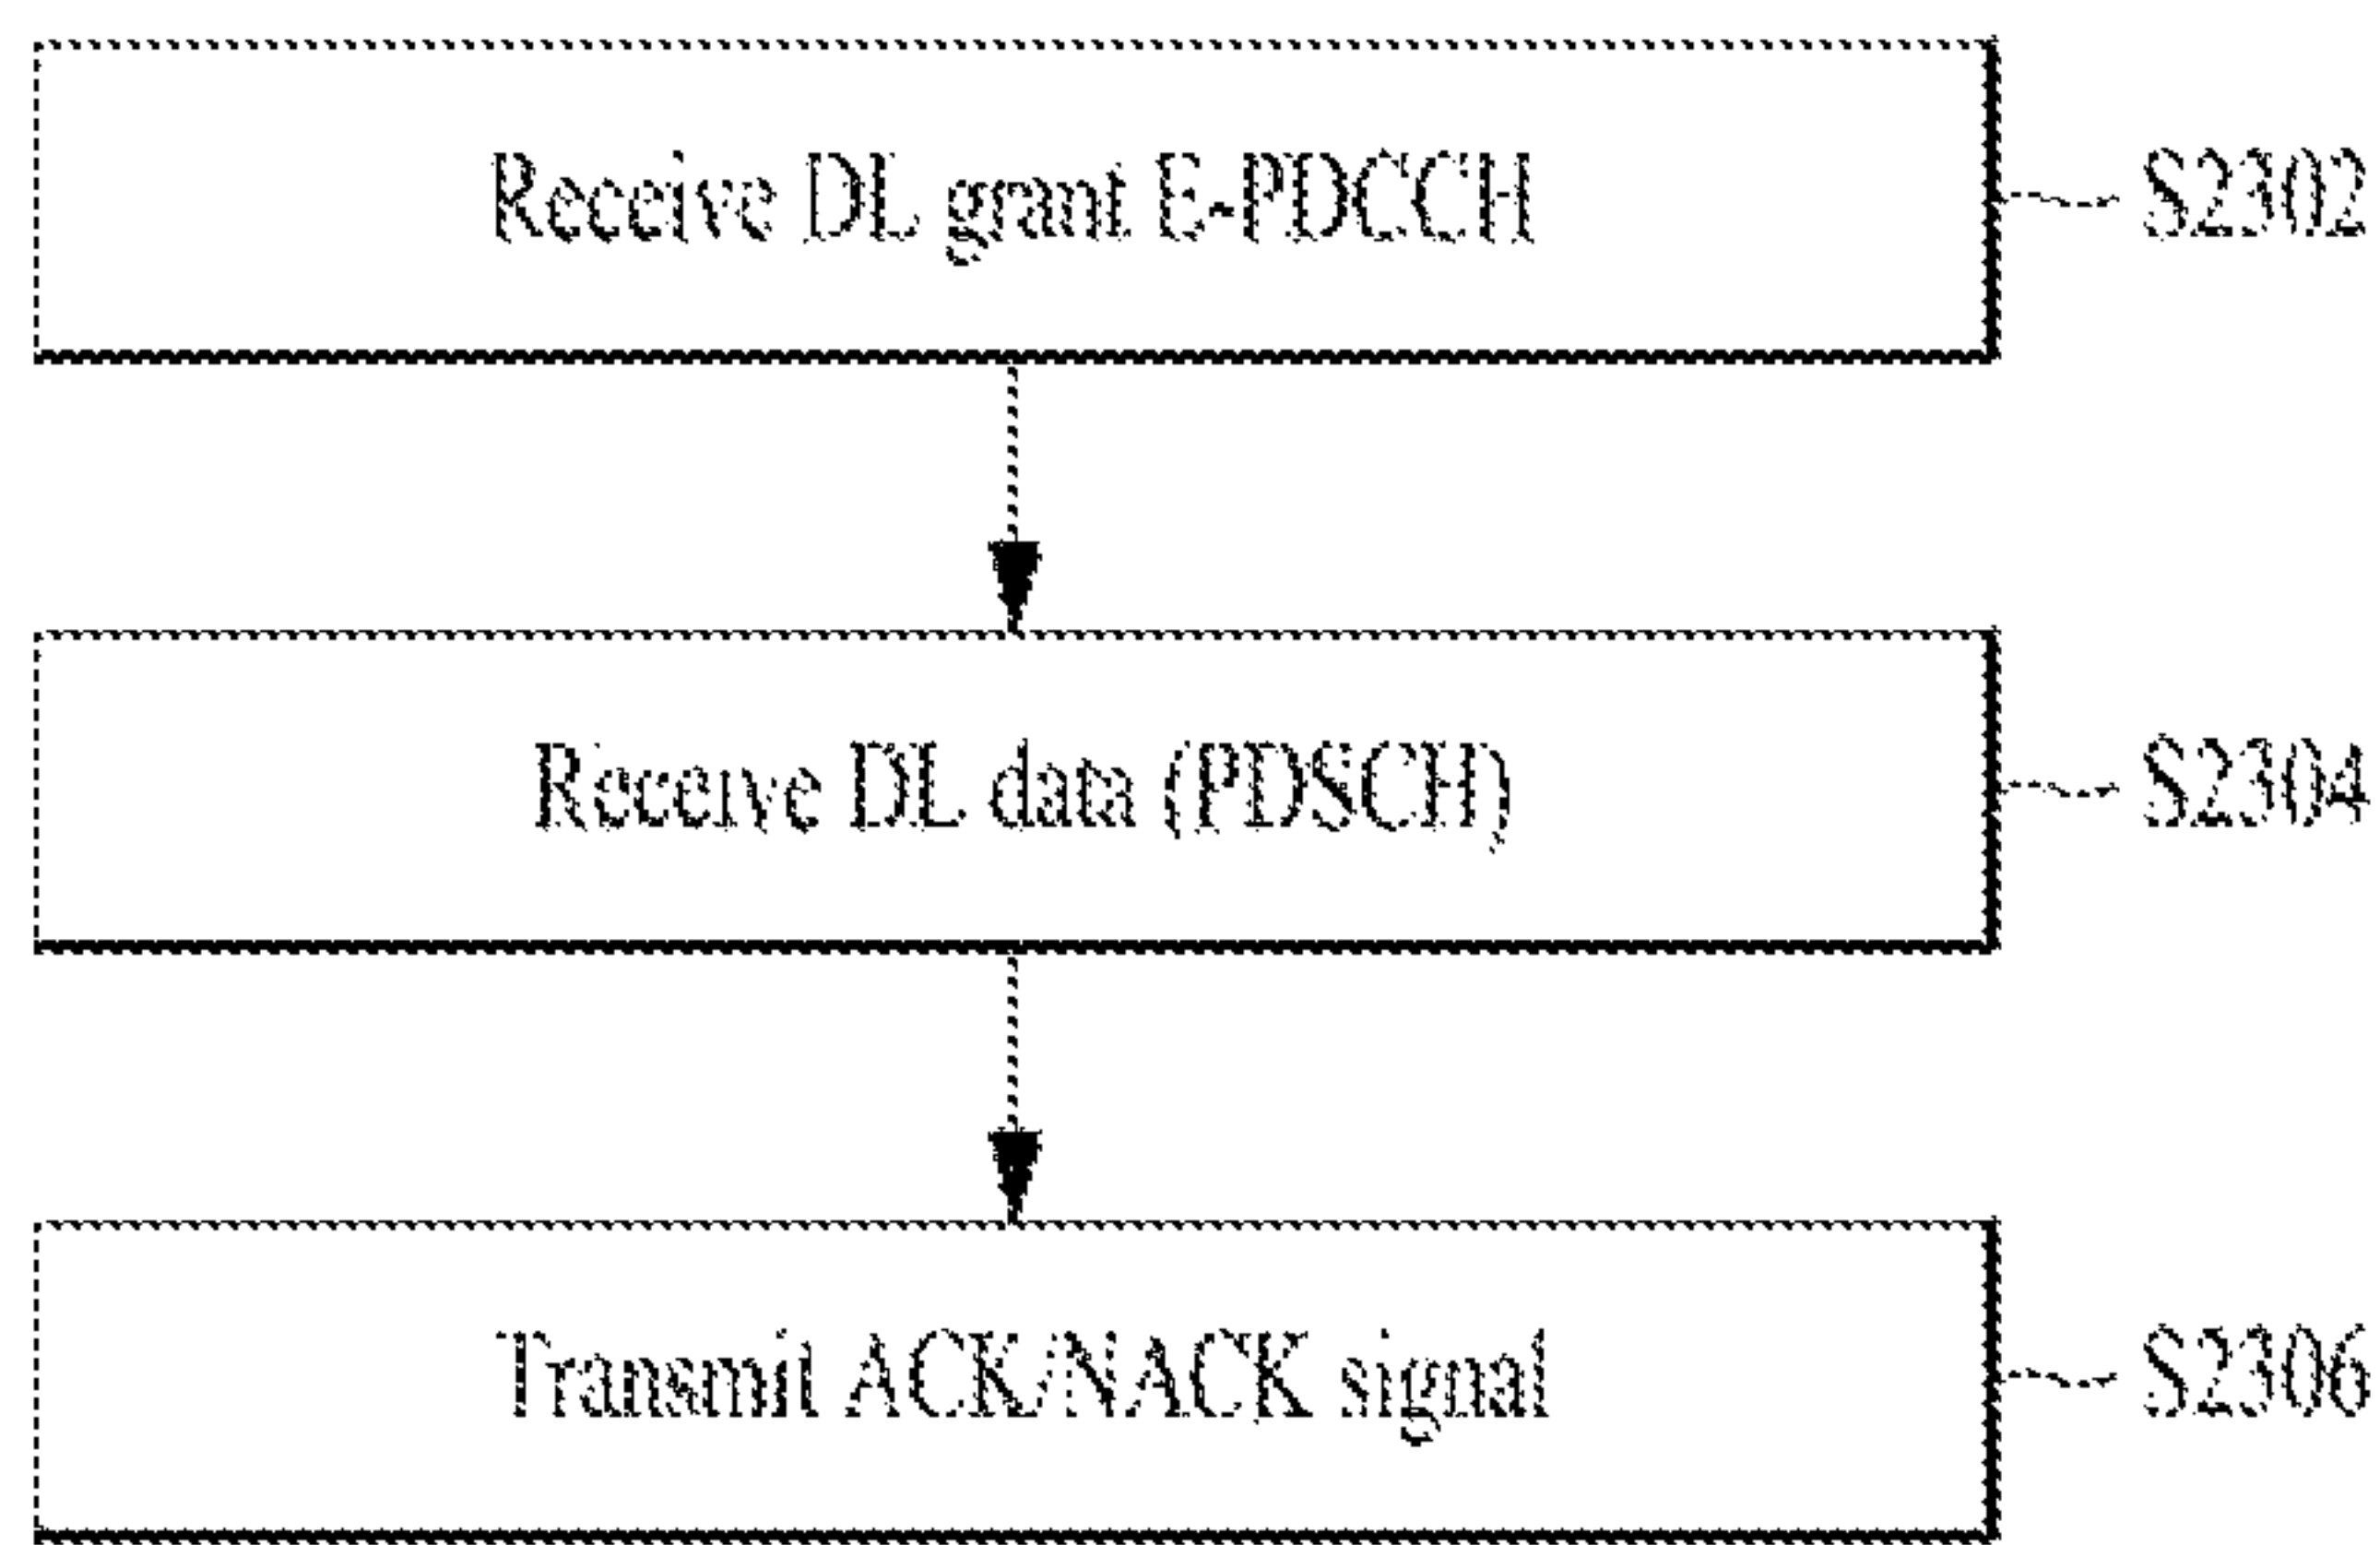 Receive DL grant E-PDCCH
S2302
Receive DL data (PDSCH)
S2304
Transmit ACK/NACK signal
S2306